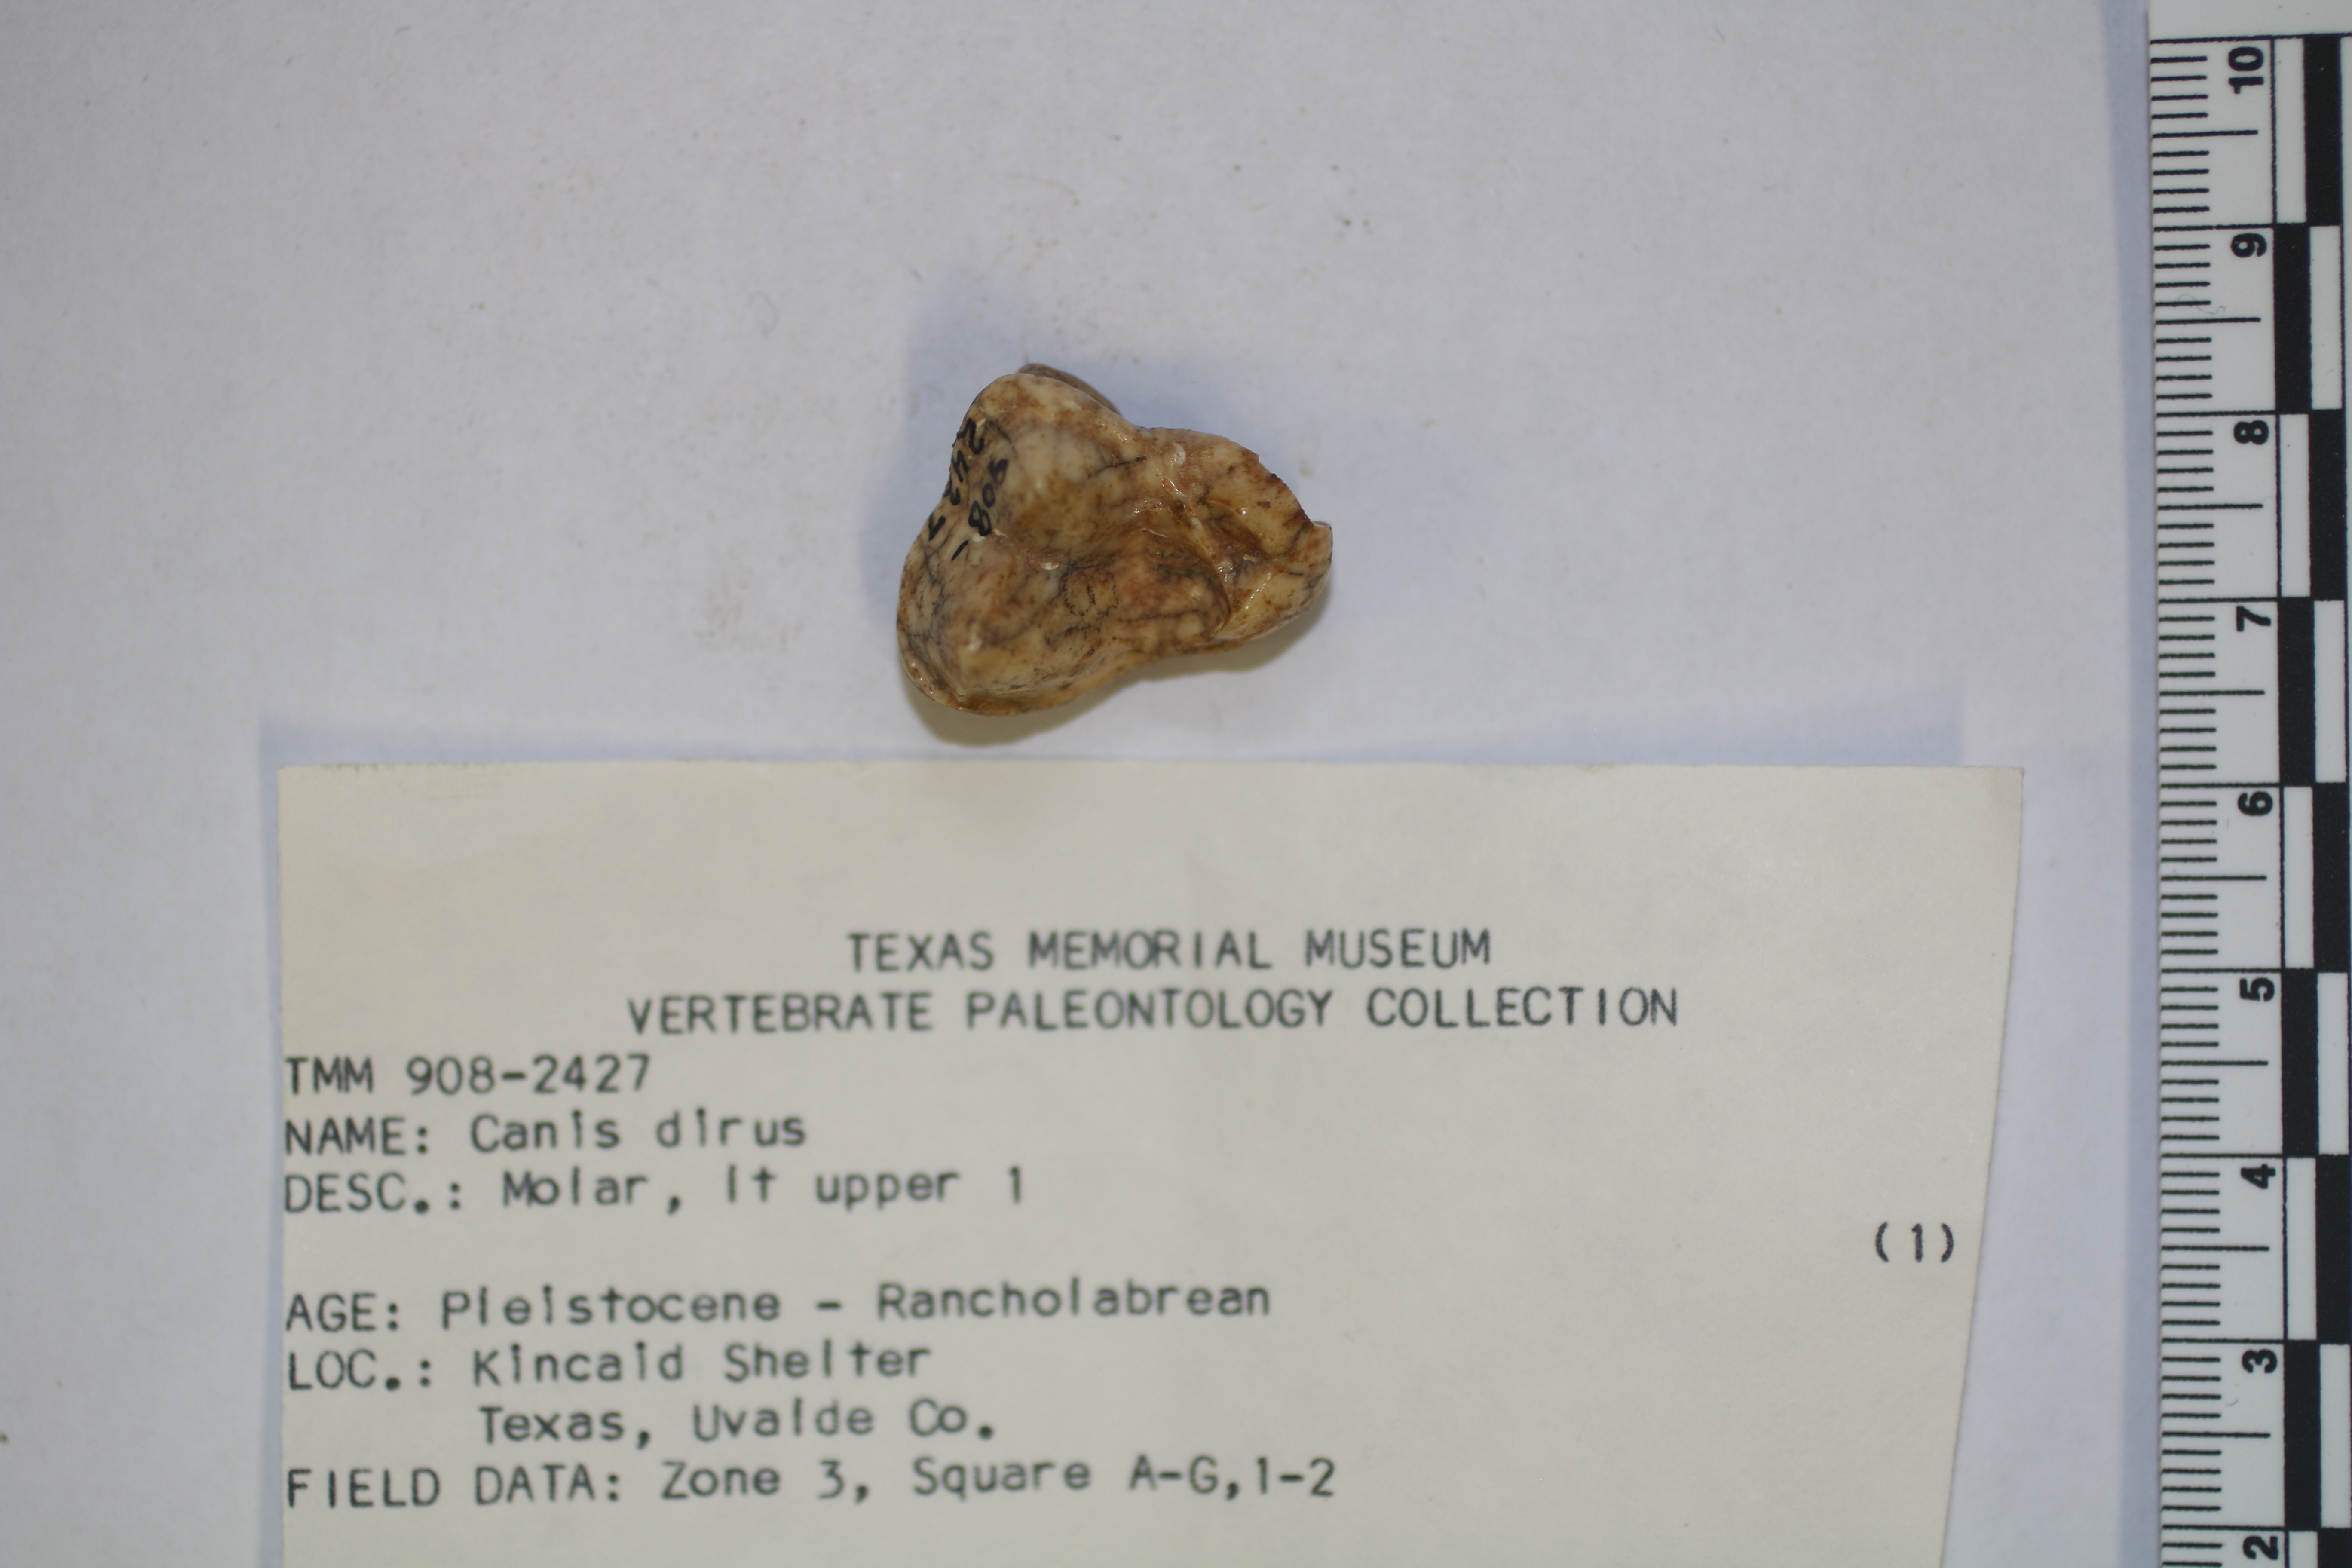 908
2427
TEXAS MEMORIAL MUSEUM
VERTEBRATE PALEONTOLOGY COLLECTION
TMM 908-2427
NAME: Canis dirus
DESC.: Molar, lt upper 1
(1)
AGE: Pleistocene - Rancholabrean
LOC.: Kincaid Shelter
Texas, Uvalde Co.
FIELD DATA: Zone 3, Square A-G,1-2
10
9
8
7
6
5
4
3
2